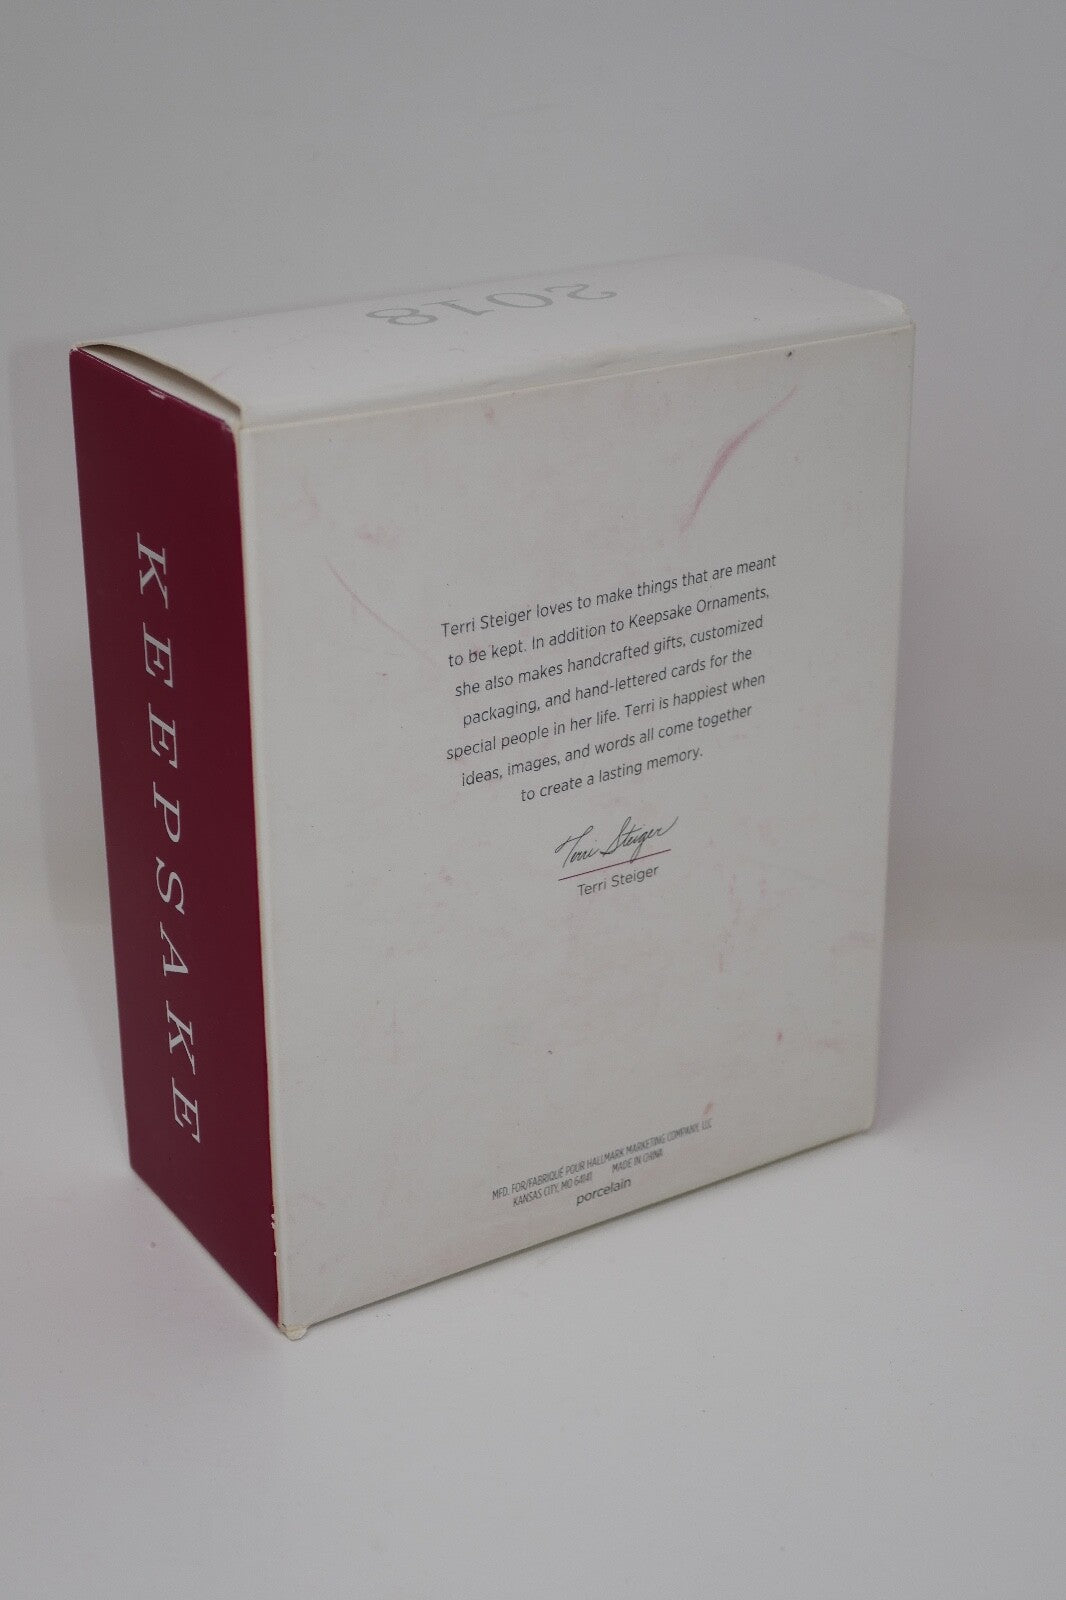 2018
KEEPSAKE
Terri Steiger loves to make things that are meant
to be kept. In addition to Keepsake Ornaments,
she also makes handcrafted gifts, customized
packaging, and hand-lettered cards for the
special people in her life. Terri is happiest when
ideas, images, and words all come together
to create a lasting memory.
Terri Steiger
Terri Steiger
MFD. FOR/FABRIQUÉ POUR HALLMARK MARKETING COMPANY, LLC
KANSAS CITY, MO 64141 MADE IN CHINA
porcelain